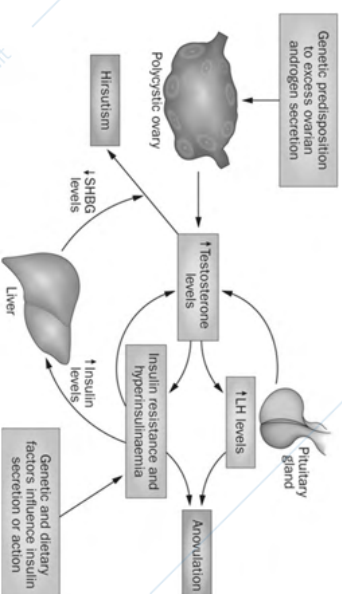 Genetic predisposition
to excess ovarian
androgen secretion
Polycystic ovary
Pituitary
gland
↑Testosterone
levels
↑LH levels
Insulin resistance and
hyperinsulinaemia
Anovulation
Hirsutism
↓SHBG
levels
↑Insulin
levels
Liver
Genetic and dietary
factors influence insulin
secretion or action